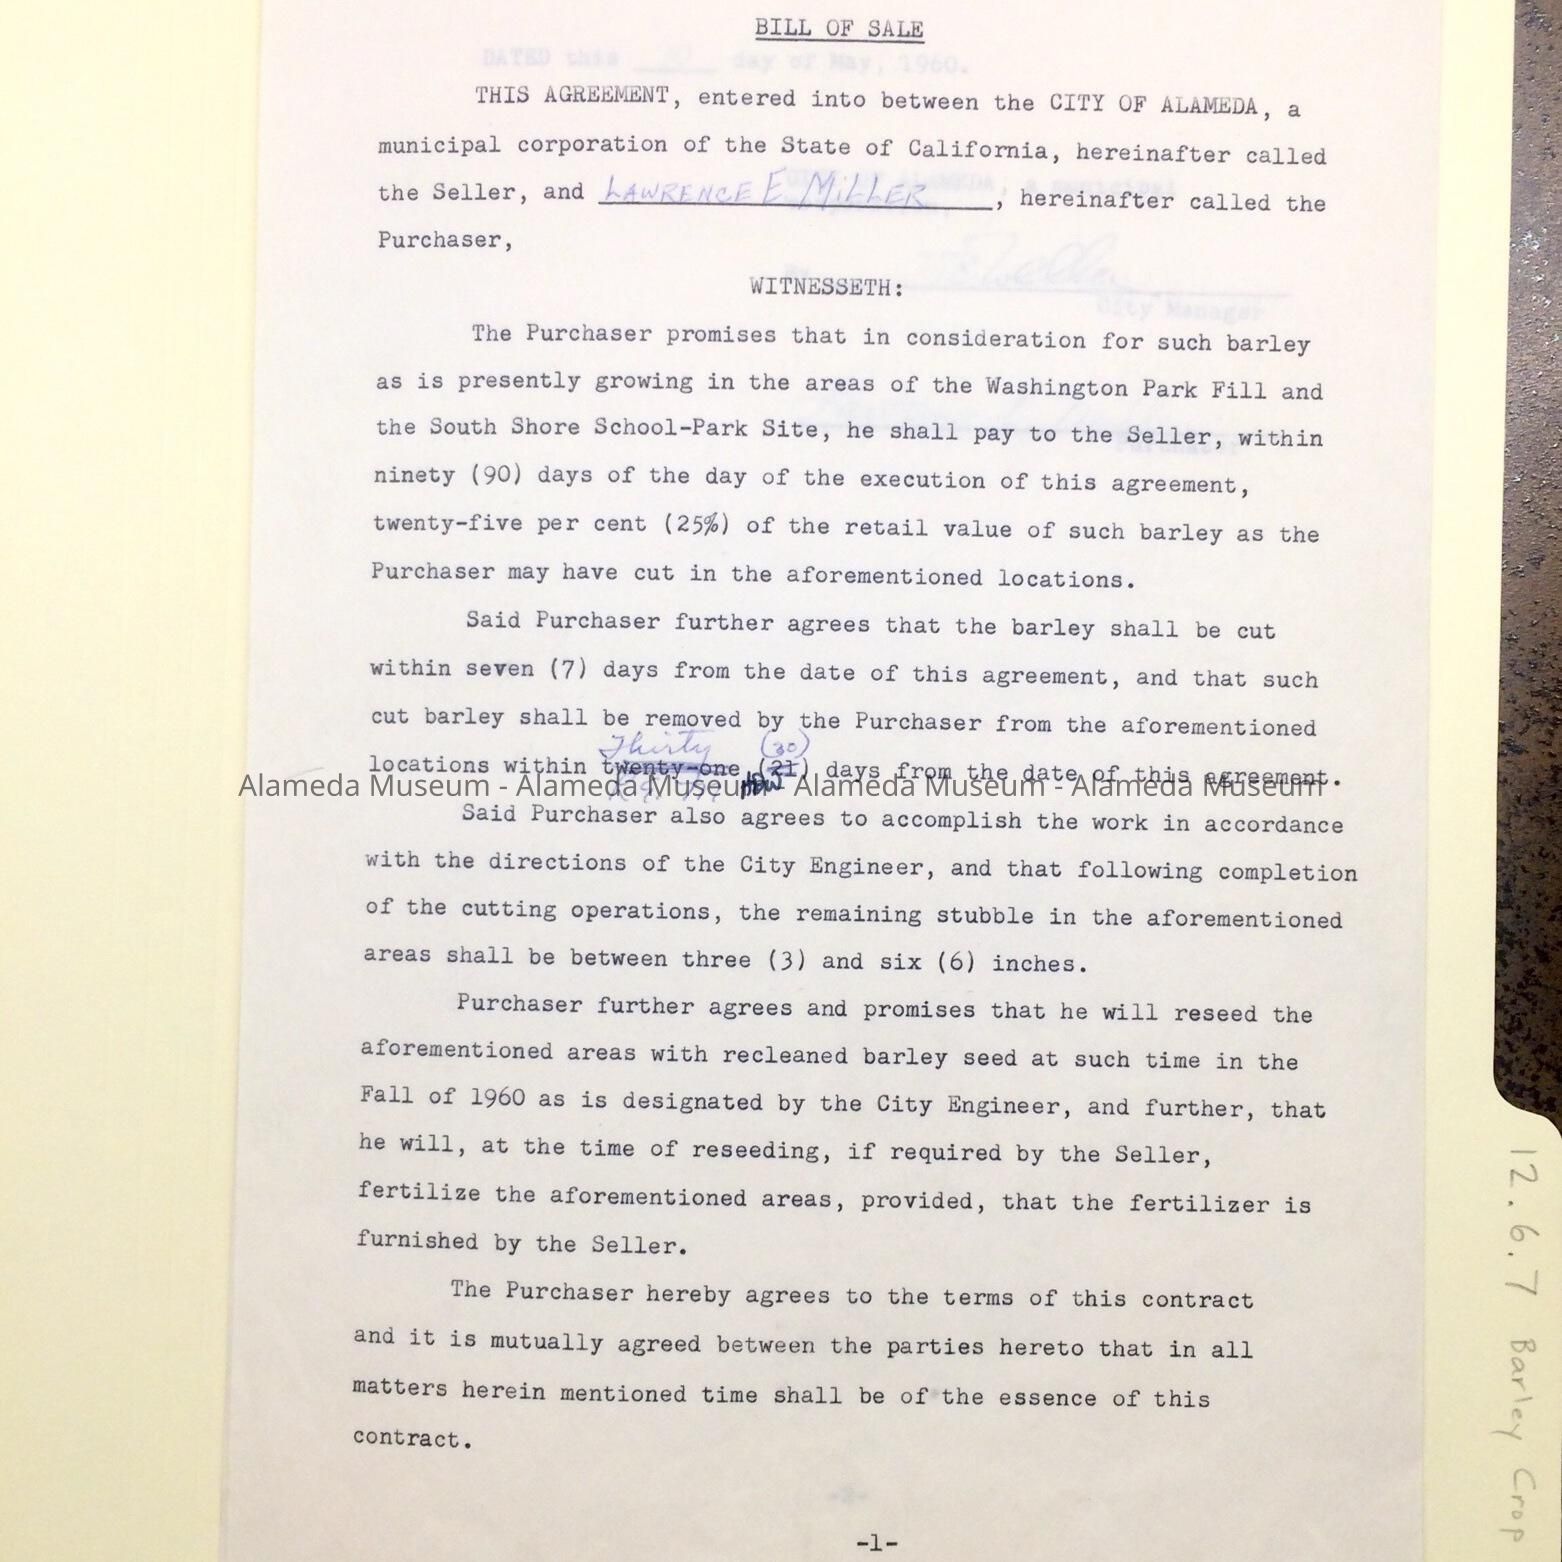 BILL OF SALE
DATED this 20 day of May, 1960.
THIS AGREEMENT, entered into between the CITY OF ALAMEDA, a
municipal corporation of the State of California, hereinafter called
the Seller, and LAWRENCE E MILLER, hereinafter called the
Purchaser,
City Manager
WITNESSETH:
The Purchaser promises that in consideration for such barley
as is presently growing in the areas of the Washington Park Fill and
the South Shore School-Park Site, he shall pay to the Seller, within
ninety (90) days of the day of the execution of this agreement,
twenty-five per cent (25%) of the retail value of such barley as the
Purchaser may have cut in the aforementioned locations.
Said Purchaser further agrees that the barley shall be cut
within seven (7) days from the date of this agreement, and that such
cut barley shall be removed by the Purchaser from the aforementioned
Thirty (30)
locations within twenty-one (21) days from the date of this agreement.
Alameda Museum - Alameda Museum - Alameda Museum - Alameda Museum
Said Purchaser also agrees to accomplish the work in accordance
with the directions of the City Engineer, and that following completion
of the cutting operations, the remaining stubble in the aforementioned
areas shall be between three (3) and six (6) inches.
Purchaser further agrees and promises that he will reseed the
aforementioned areas with recleaned barley seed at such time in the
Fall of 1960 as is designated by the City Engineer, and further, that
he will, at the time of reseeding, if required by the Seller,
fertilize the aforementioned areas, provided, that the fertilizer is
furnished by the Seller.
The Purchaser hereby agrees to the terms of this contract
and it is mutually agreed between the parties hereto that in all
matters herein mentioned time shall be of the essence of this
contract.
-1-
12.6.7 Barley Crop